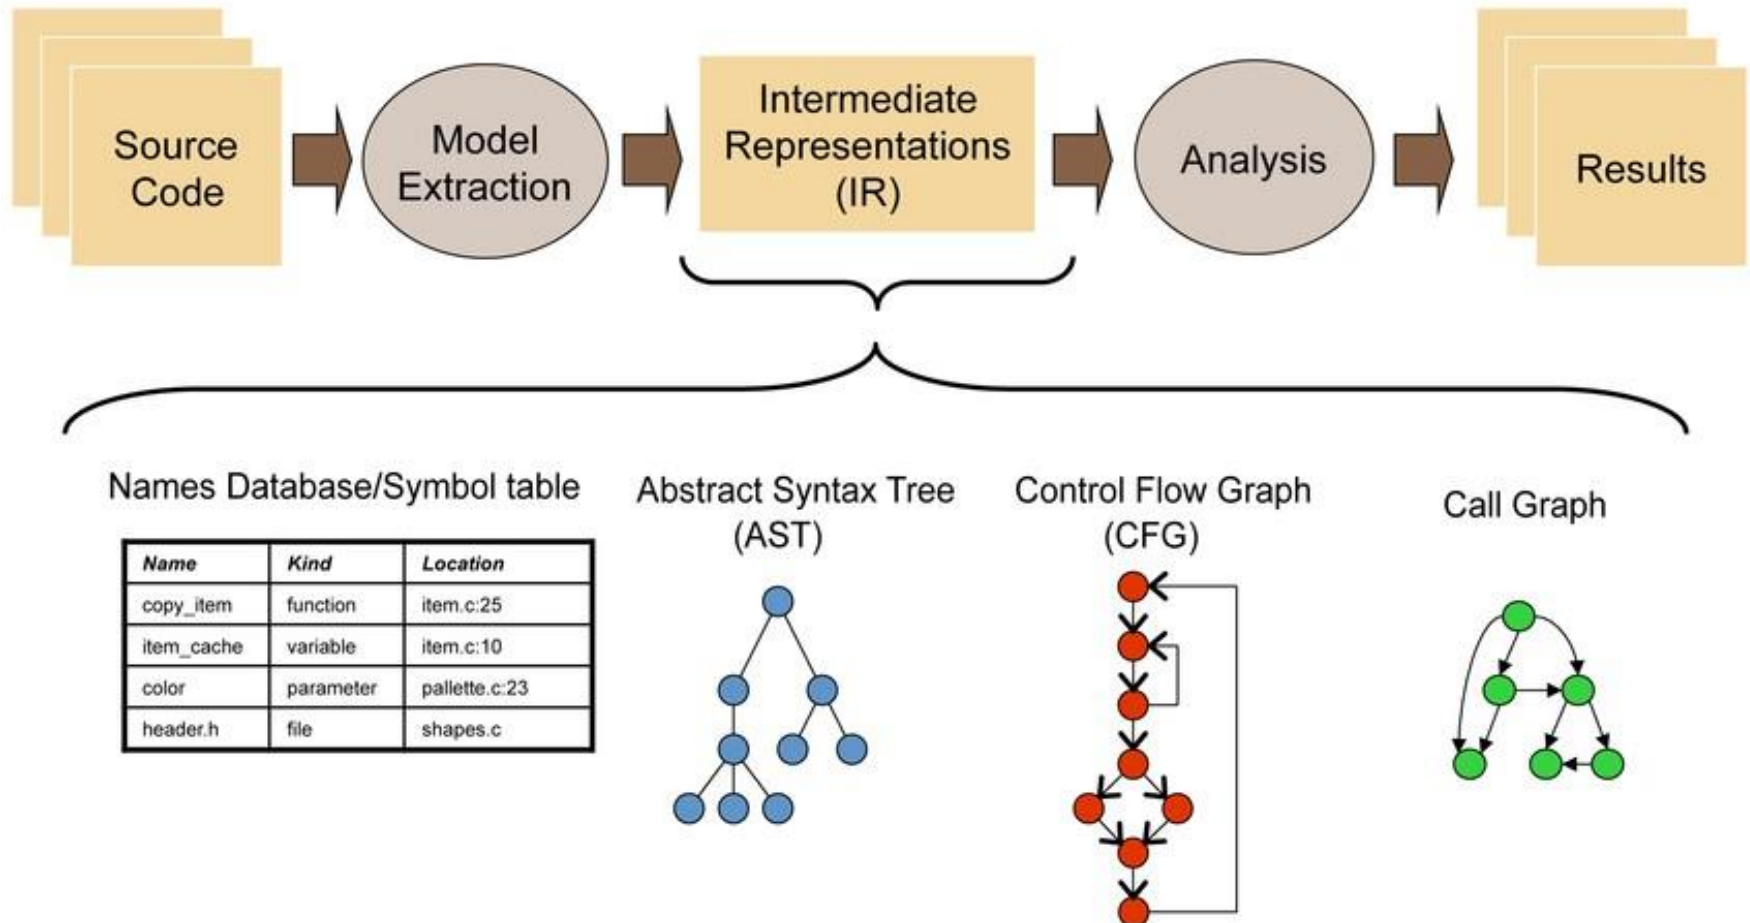 Source
Code
Model
Extraction
Intermediate
Representations
(IR)
Analysis
Results
Names Database/Symbol table
Name Kind Location
copy_item function item.c:25
item_cache variable item.c:10
color parameter pallette.c:23
header.h file shapes.c
Abstract Syntax Tree
(AST)
Control Flow Graph
(CFG)
Call Graph